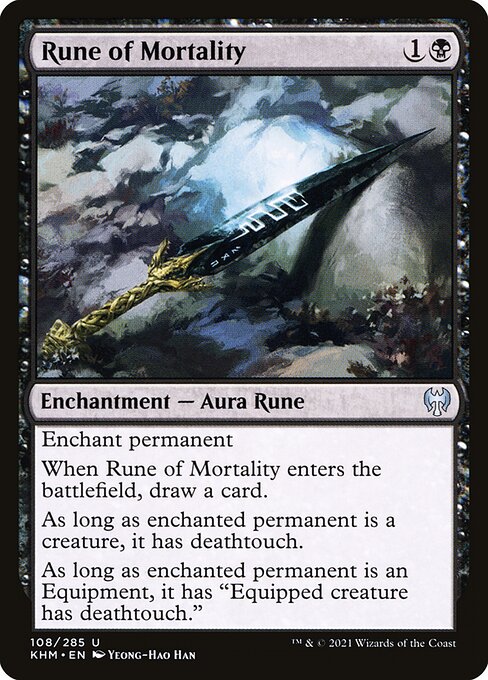 Rune of Mortality 1
Enchantment — Aura Rune
Enchant permanent
When Rune of Mortality enters the
battlefield, draw a card.
As long as enchanted permanent is a
creature, it has deathtouch.
As long as enchanted permanent is an
Equipment, it has “Equipped creature
has deathtouch.”
108/285 U
KHM • EN Yeong-Hao Han
™ & © 2021 Wizards of the Coast